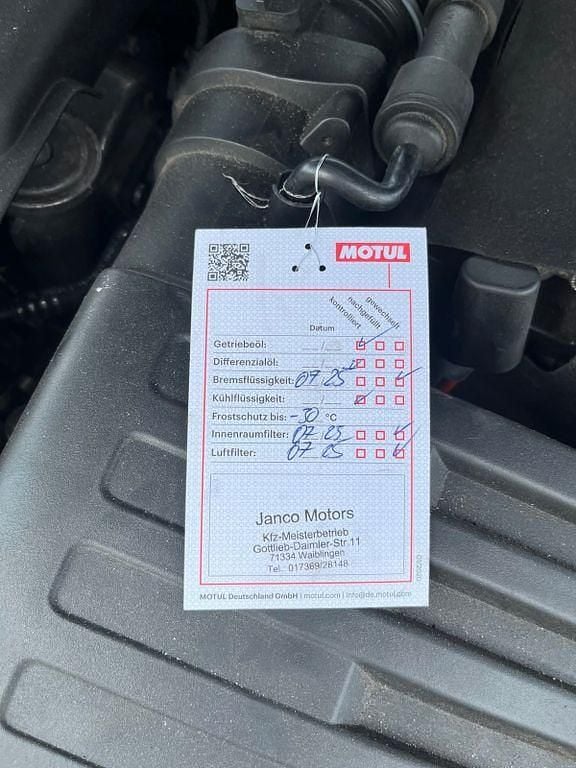 MOTUL
kontrolliert
nachgefüllt
gewechselt
Datum
Getriebeöl:
Differenzialöl:
Bremsflüssigkeit: 07 25
Kühlflüssigkeit:
Frostschutz bis: -30 °C
Innenraumfilter: 07 25
Luftfilter: 07 25
Janco Motors
Kfz-Meisterbetrieb
Gottlieb-Daimler-Str.11
71334 Waiblingen
Tel.: 017369/28148
MOTUL Deutschland GmbH | motul.com | info@de.motul.com